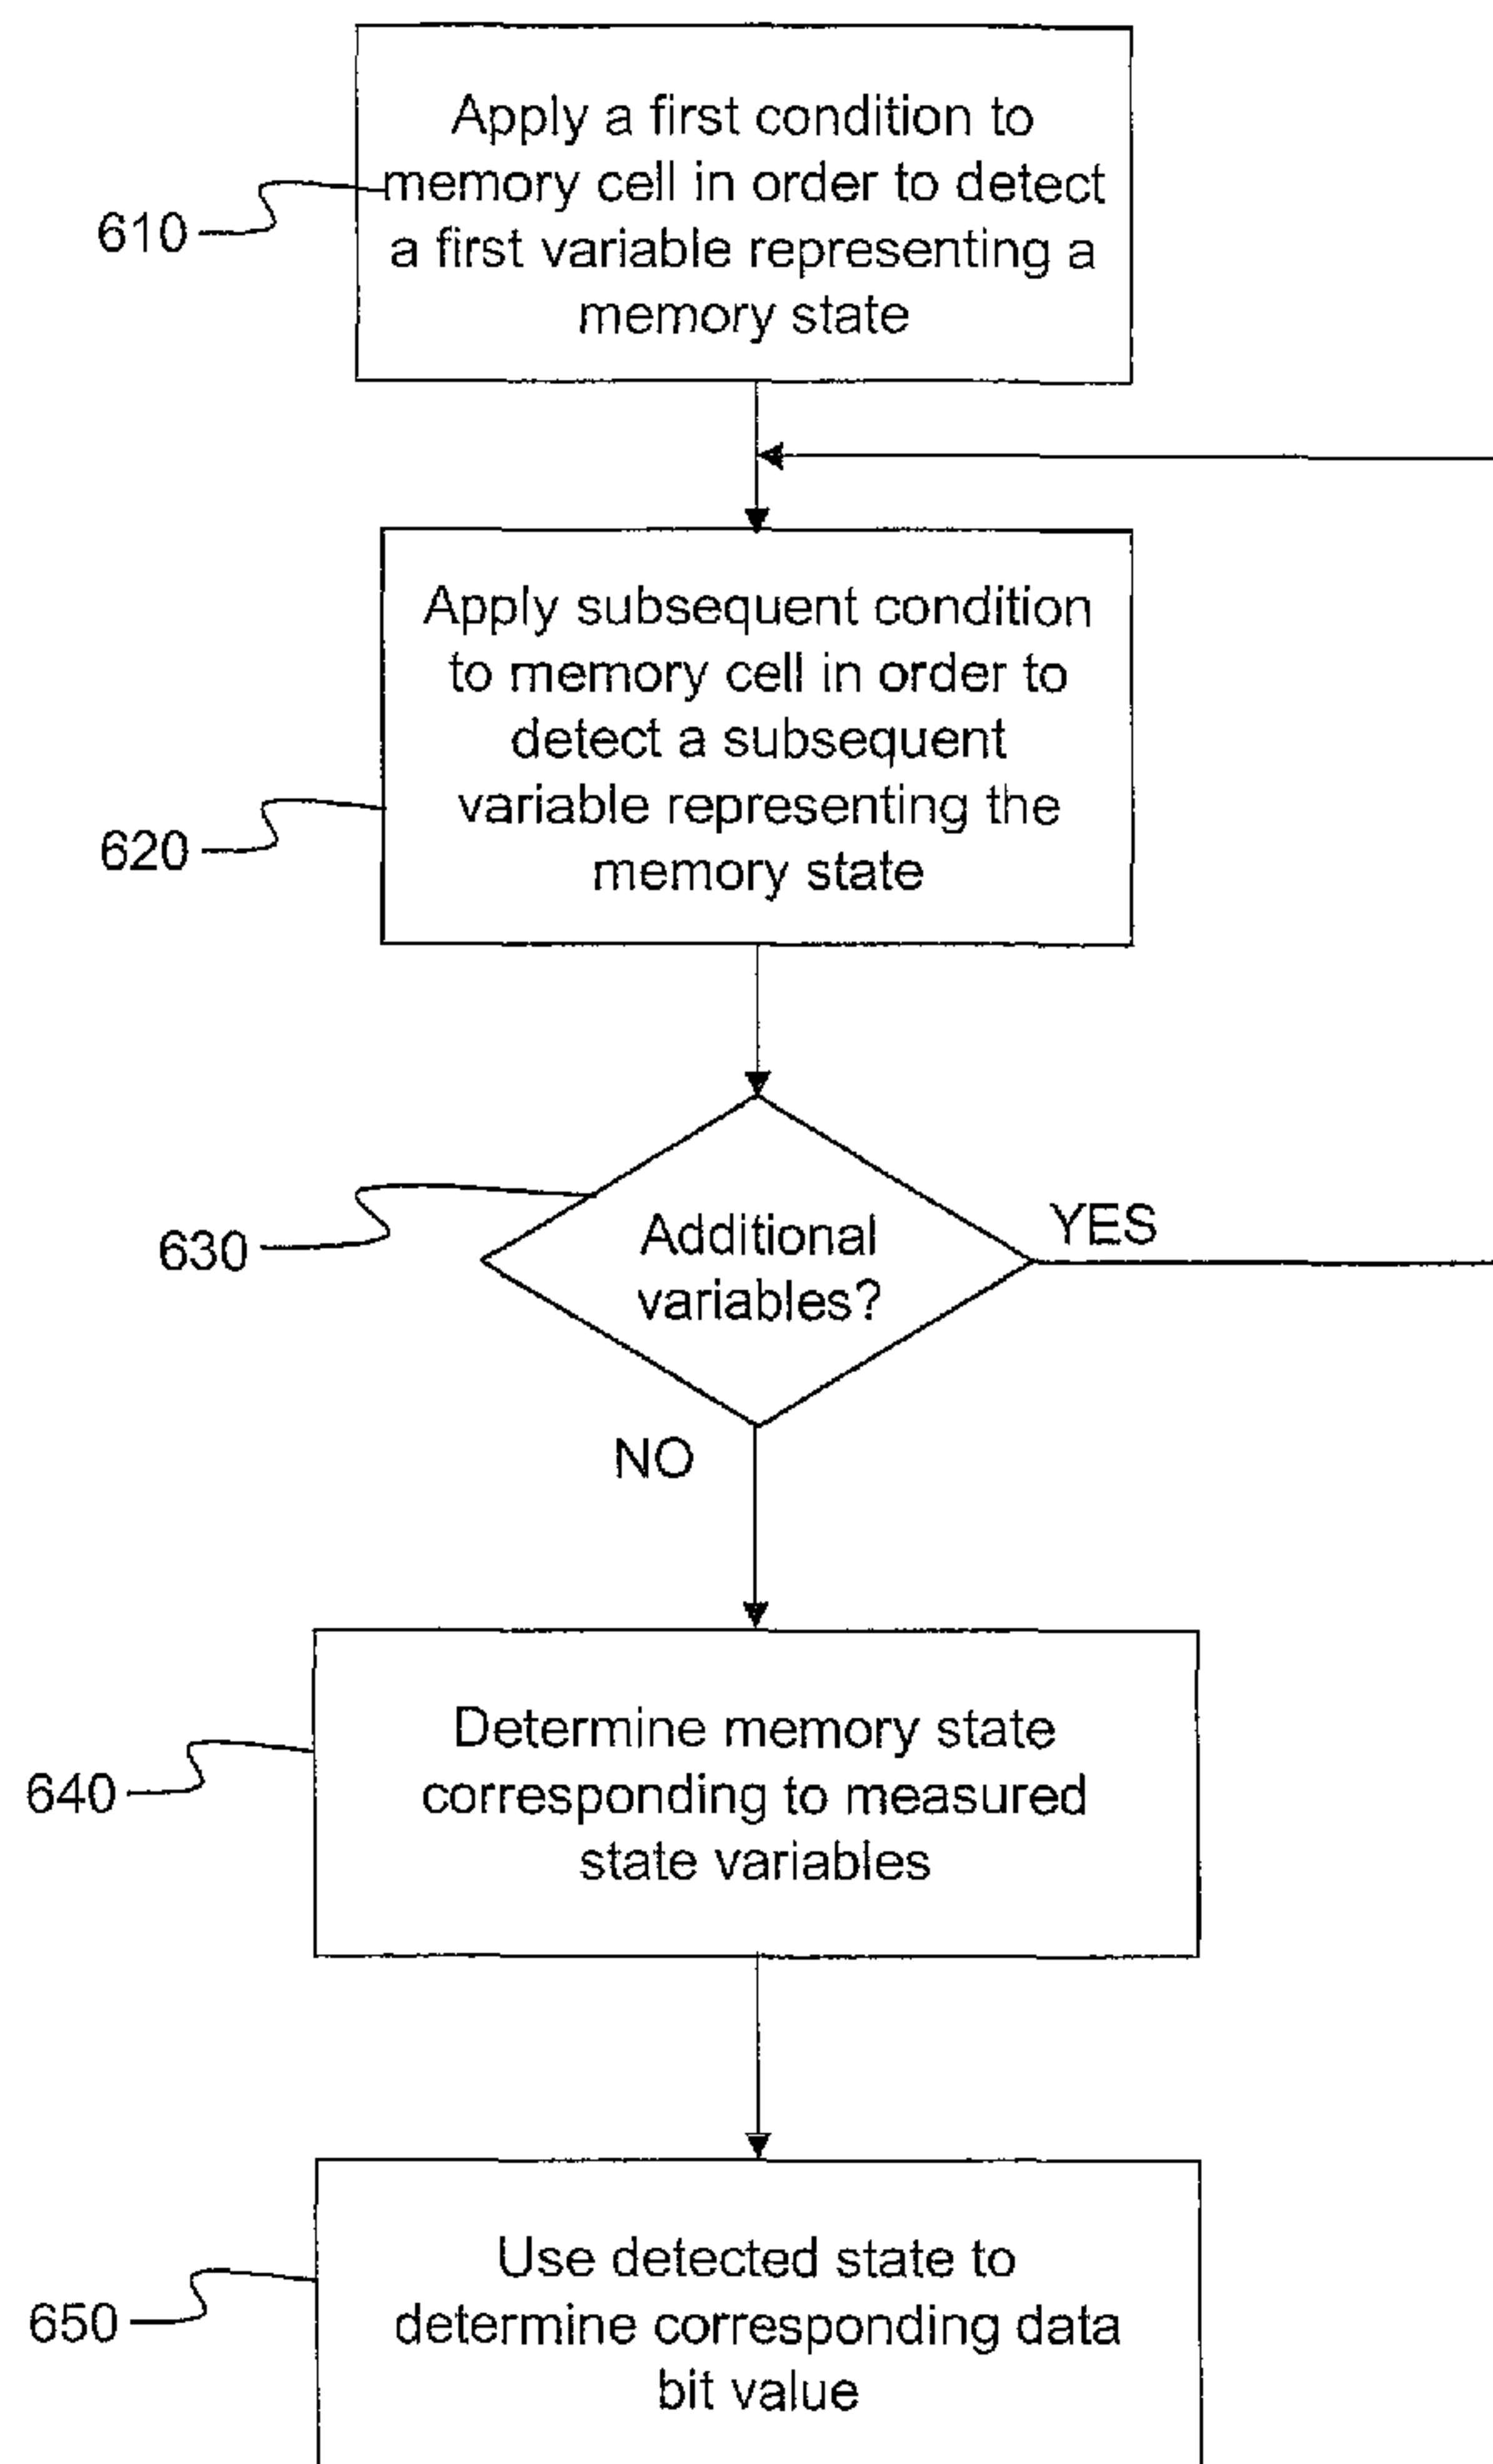 Apply a first condition to
memory cell in order to detect
a first variable representing a
memory state
610
Apply subsequent condition
to memory cell in order to
detect a subsequent
variable representing the
memory state
620
630
Additional
variables?
YES
NO
Determine memory state
corresponding to measured
state variables
640
Use detected state to
determine corresponding data
bit value
650